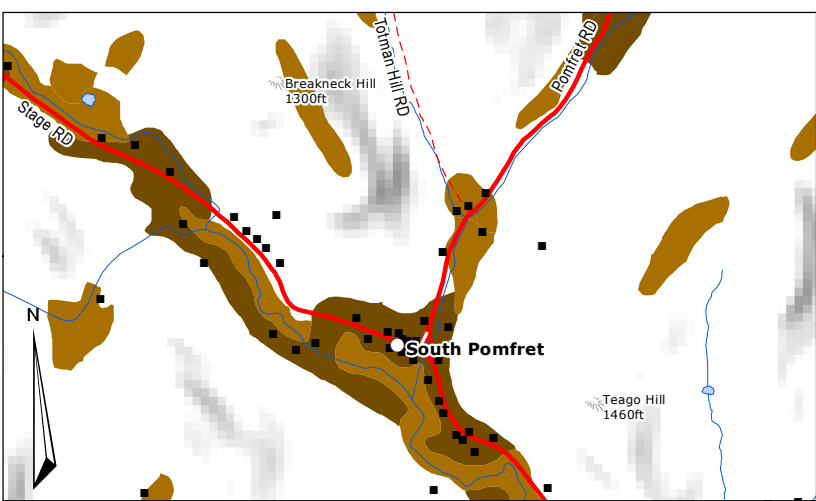 Totman Hill RD
Pomfret RD
Breakneck Hill
1300ft
Stage RD
N
South Pomfret
Teago Hill
1460ft